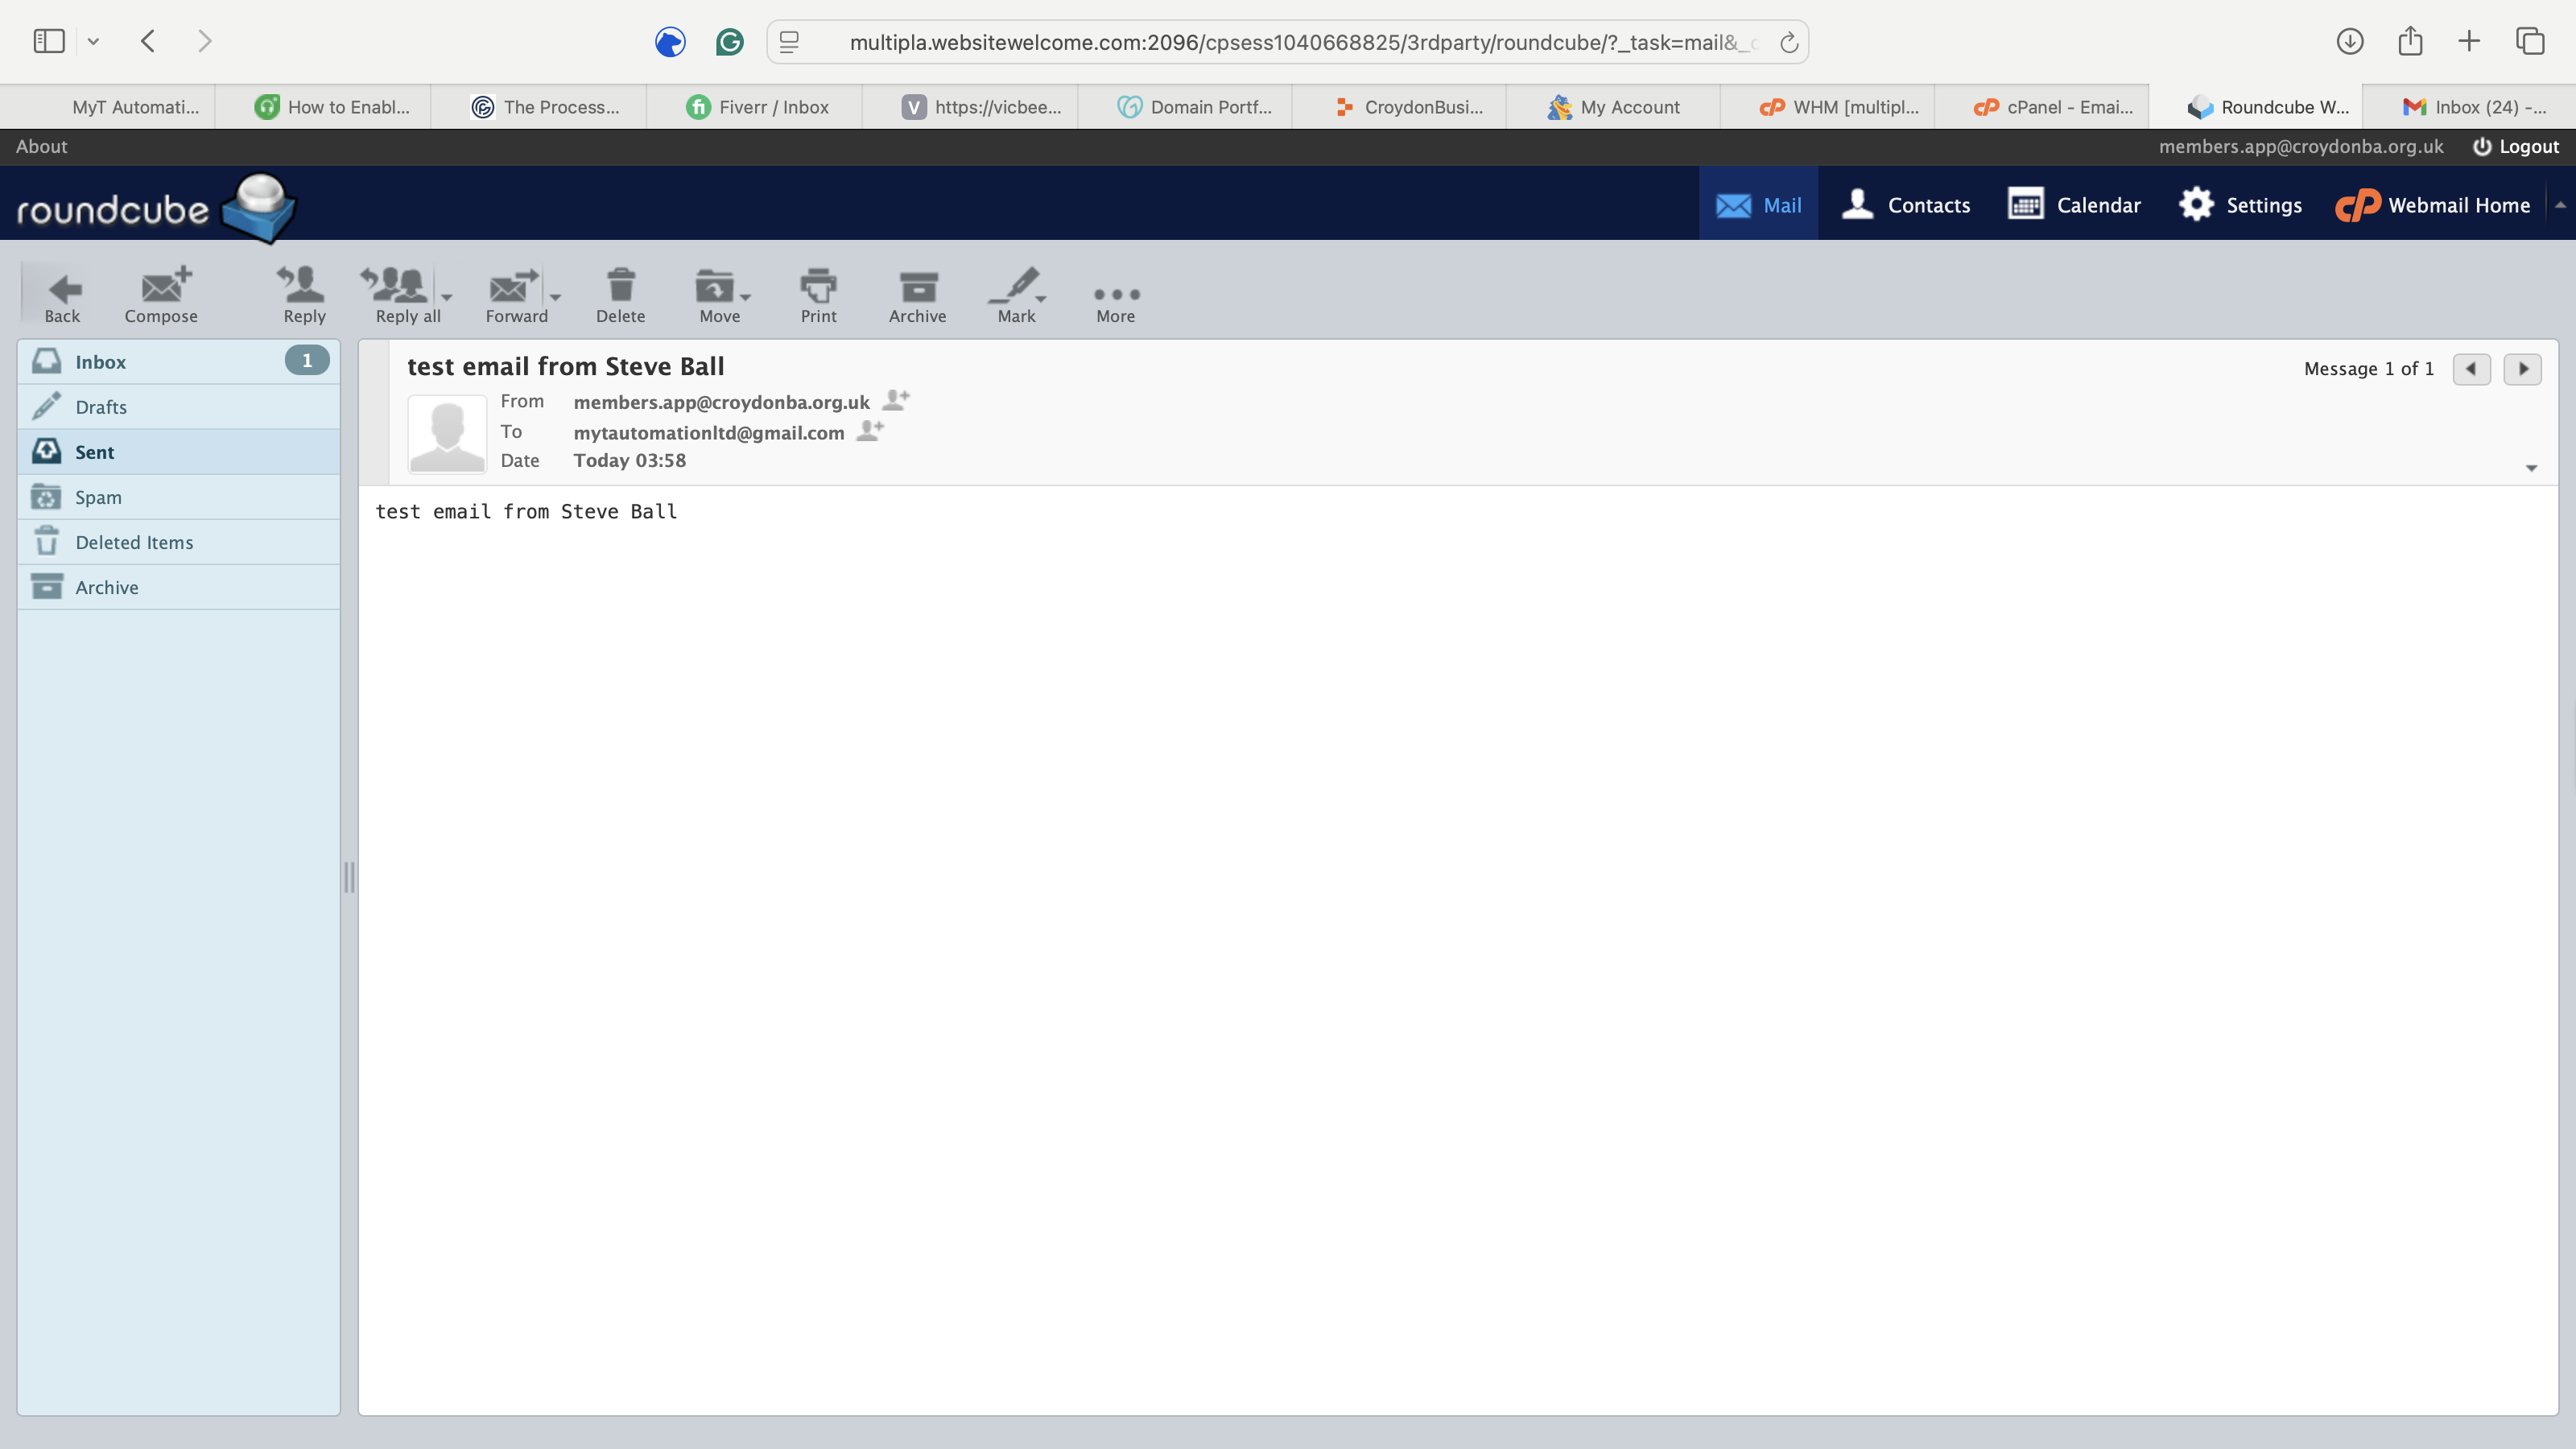 multipla.websitewelcome.com:2096/cpsess1040668825/3rdparty/roundcube/?_task=mail&_
MyT Automati... How to Enabl... The Process... Fiverr / Inbox https://vicbee... Domain Portf... CroydonBusi... My Account WHM [multipl... cPanel - Emai... Roundcube W... Inbox (24) -...
About members.app@croydonba.org.uk Logout
roundcube Mail Contacts Calendar Settings cP Webmail Home
Back Compose Reply Reply all Forward Delete Move Print Archive Mark More
Inbox 1
Drafts
Sent
Spam
Deleted Items
Archive
test email from Steve Ball Message 1 of 1
From members.app@croydonba.org.uk
To mytautomationltd@gmail.com
Date Today 03:58
test email from Steve Ball